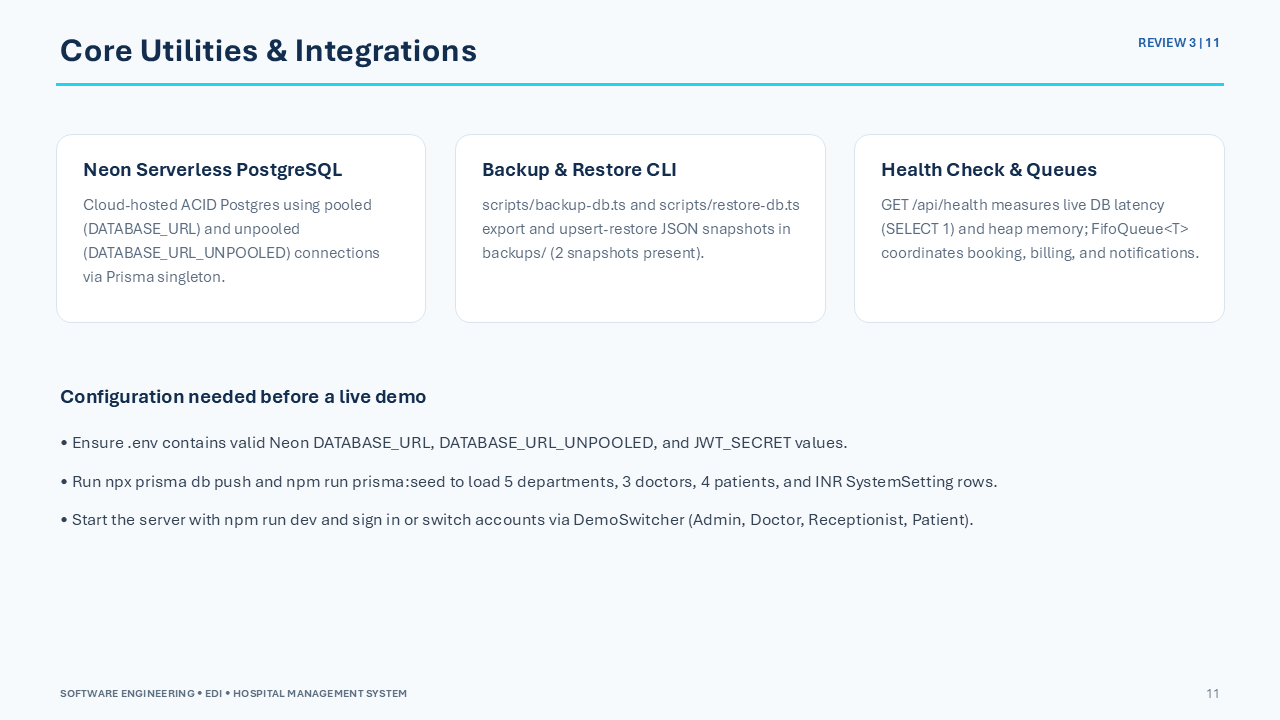 Core Utilities & Integrations
REVIEW 3 | 11
Neon Serverless PostgreSQL
Cloud-hosted ACID Postgres using pooled
(DATABASE_URL) and unpooled
(DATABASE_URL_UNPOOLED) connections
via Prisma singleton.
Backup & Restore CLI
scripts/backup-db.ts and scripts/restore-db.ts
export and upsert-restore JSON snapshots in
backups/ (2 snapshots present).
Health Check & Queues
GET /api/health measures live DB latency
(SELECT 1) and heap memory; FifoQueue<T>
coordinates booking, billing, and notifications.
Configuration needed before a live demo
• Ensure .env contains valid Neon DATABASE_URL, DATABASE_URL_UNPOOLED, and JWT_SECRET values.
• Run npx prisma db push and npm run prisma:seed to load 5 departments, 3 doctors, 4 patients, and INR SystemSetting rows.
• Start the server with npm run dev and sign in or switch accounts via DemoSwitcher (Admin, Doctor, Receptionist, Patient).
SOFTWARE ENGINEERING • EDI • HOSPITAL MANAGEMENT SYSTEM
11